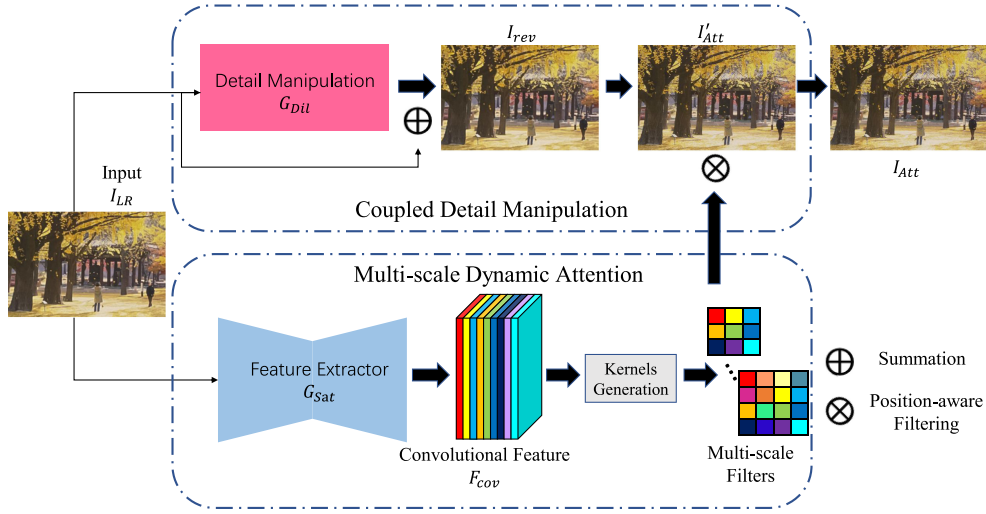 Detail Manipulation
G_Dil
I_rev
I'_Att
I_Att
Input
I_LR
Coupled Detail Manipulation
Multi-scale Dynamic Attention
Feature Extractor
G_Sat
Convolutional Feature
F_cov
Kernels
Generation
Multi-scale
Filters
Summation
Position-aware
Filtering